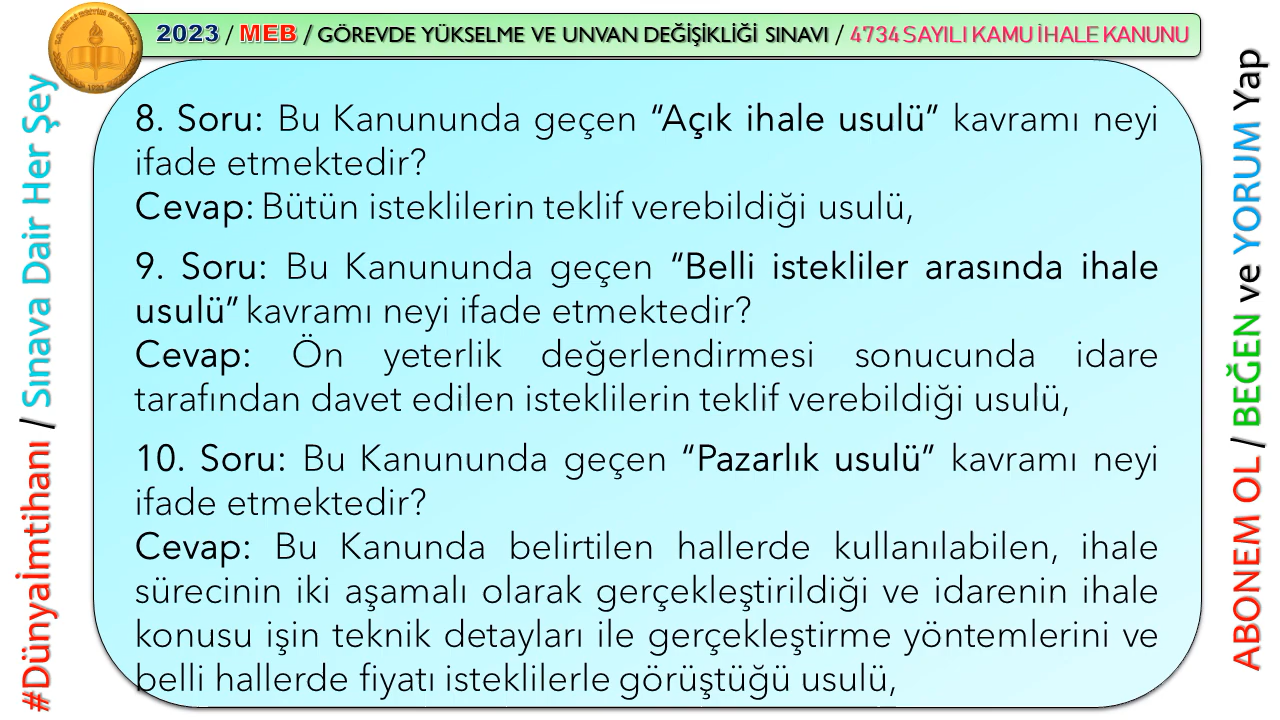 2023 / MEB / GÖREVDE YÜKSELME VE UNVAN DEĞİŞİKLİĞİ SINAVI / 4734 SAYILI KAMU İHALE KANUNU
#Dünyaimtihanı / Sınava Dair Her Şey
8. Soru: Bu Kanununda geçen “Açık ihale usulü” kavramı neyi
ifade etmektedir?
Cevap: Bütün isteklilerin teklif verebildiği usulü,
9. Soru: Bu Kanununda geçen “Belli istekliler arasında ihale
usulü” kavramı neyi ifade etmektedir?
Cevap: Ön yeterlik değerlendirmesi sonucunda idare
tarafından davet edilen isteklilerin teklif verebildiği usulü,
10. Soru: Bu Kanununda geçen “Pazarlık usulü” kavramı neyi
ifade etmektedir?
Cevap: Bu Kanunda belirtilen hallerde kullanılabilen, ihale
sürecinin iki aşamalı olarak gerçekleştirildiği ve idarenin ihale
konusu işin teknik detayları ile gerçekleştirme yöntemlerini ve
belli hallerde fiyatı isteklilerle görüştüğü usulü,
ABONEM OL / BEĞEN ve YORUM Yap